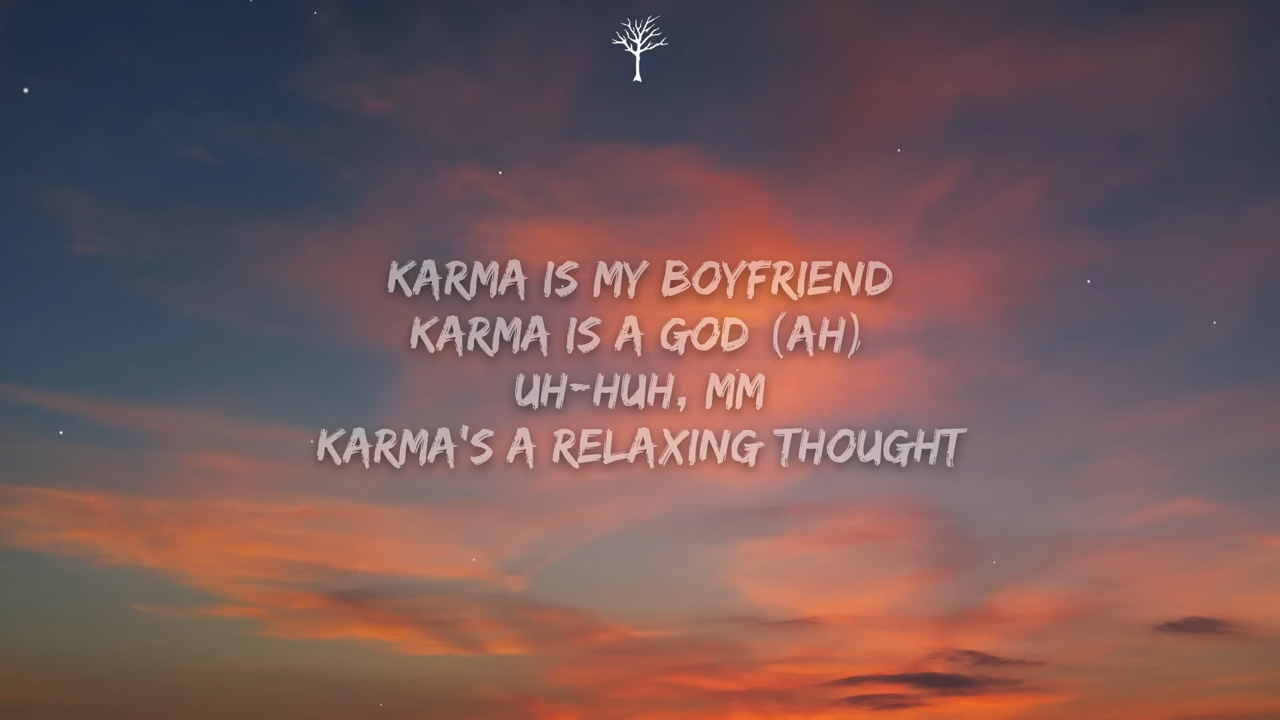 KARMA IS MY BOYFRIEND
KARMA IS A GOD (AH)
UH-HUH, MM
KARMA'S A RELAXING THOUGHT